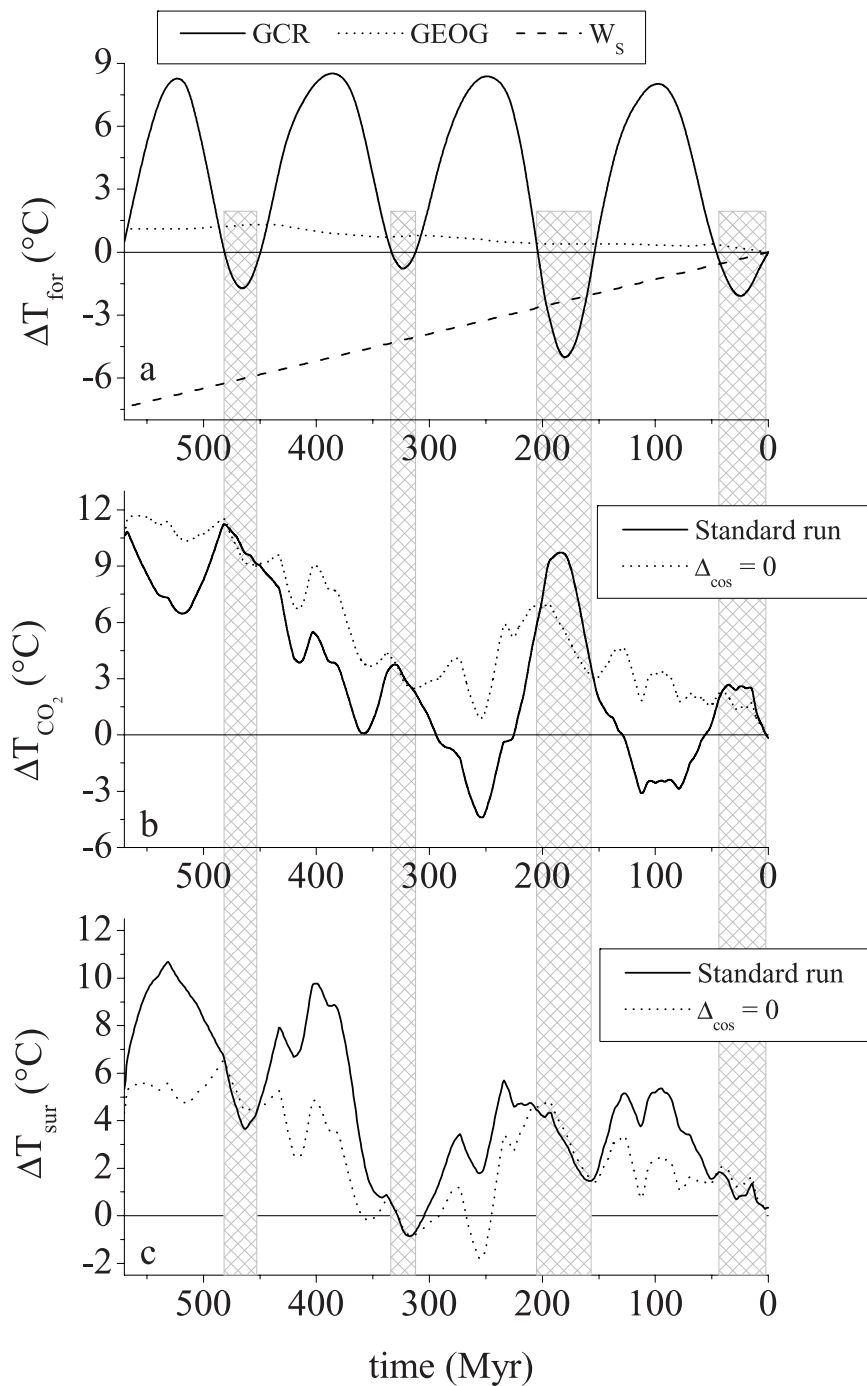 GCR GEOG W_S
9
6
3
0
-3
-6
ΔT_for (°C)
a
500 400 300 200 100 0
12
9
6
3
0
-3
-6
ΔT_CO₂ (°C)
Standard run
Δ_cos = 0
b
500 400 300 200 100 0
12
10
8
6
4
2
0
-2
ΔT_sur (°C)
Standard run
Δ_cos = 0
c
500 400 300 200 100 0
time (Myr)